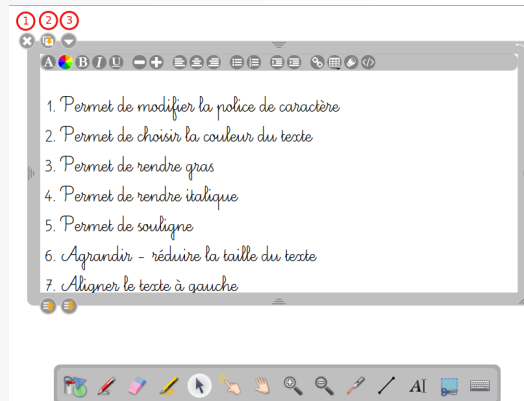 1 2 3
A B I U
1. Permet de modifier la police de caractère
2. Permet de choisir la couleur du texte
3. Permet de rendre gras
4. Permet de rendre italique
5. Permet de souligne
6. Agrandir - réduire la taille du texte
7. Aligner le texte à gauche
AI